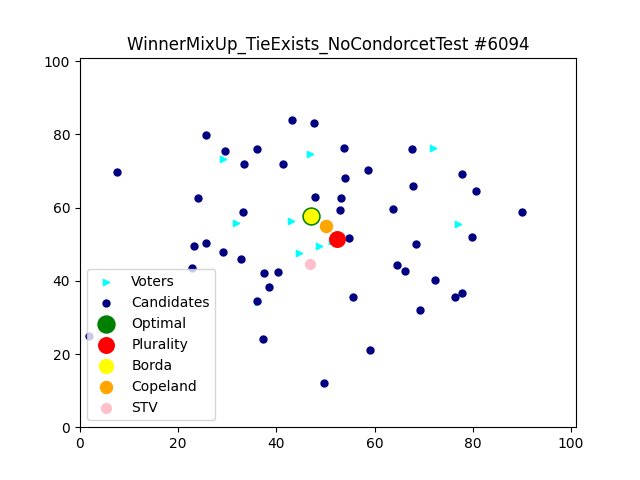 WinnerMixUp_TieExists_NoCondorcetTest #6094
100
80
60
40
20
0
Voters
Candidates
Optimal
Plurality
Borda
Copeland
STV
0 20 40 60 80 100